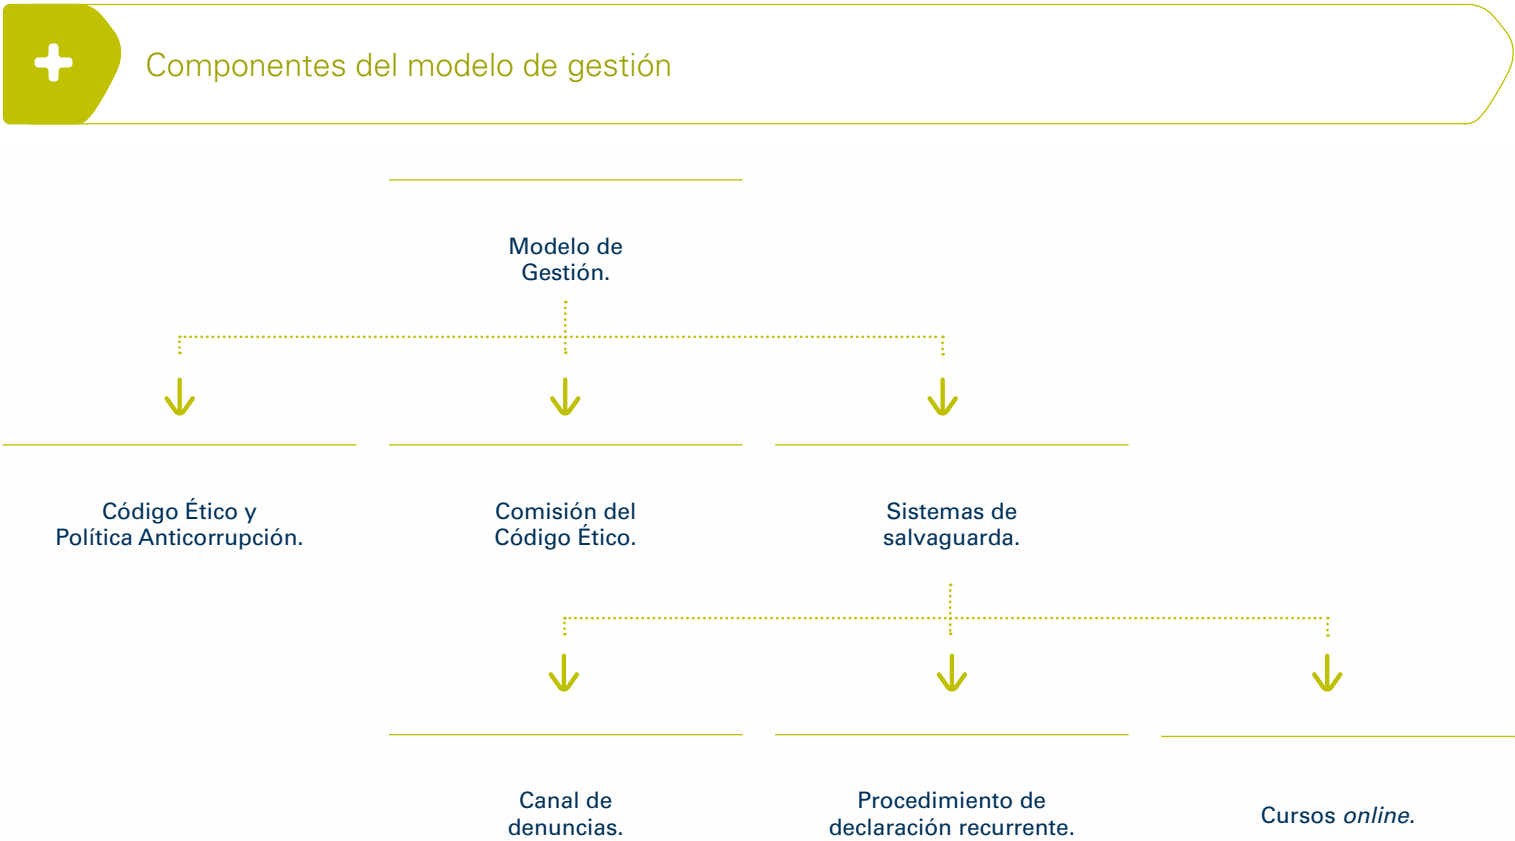 Componentes del modelo de gestión
Modelo de
Gestión.
Código Ético y
Política Anticorrupción.
Comisión del
Código Ético.
Sistemas de
salvaguarda.
Canal de
denuncias.
Procedimiento de
declaración recurrente.
Cursos online.